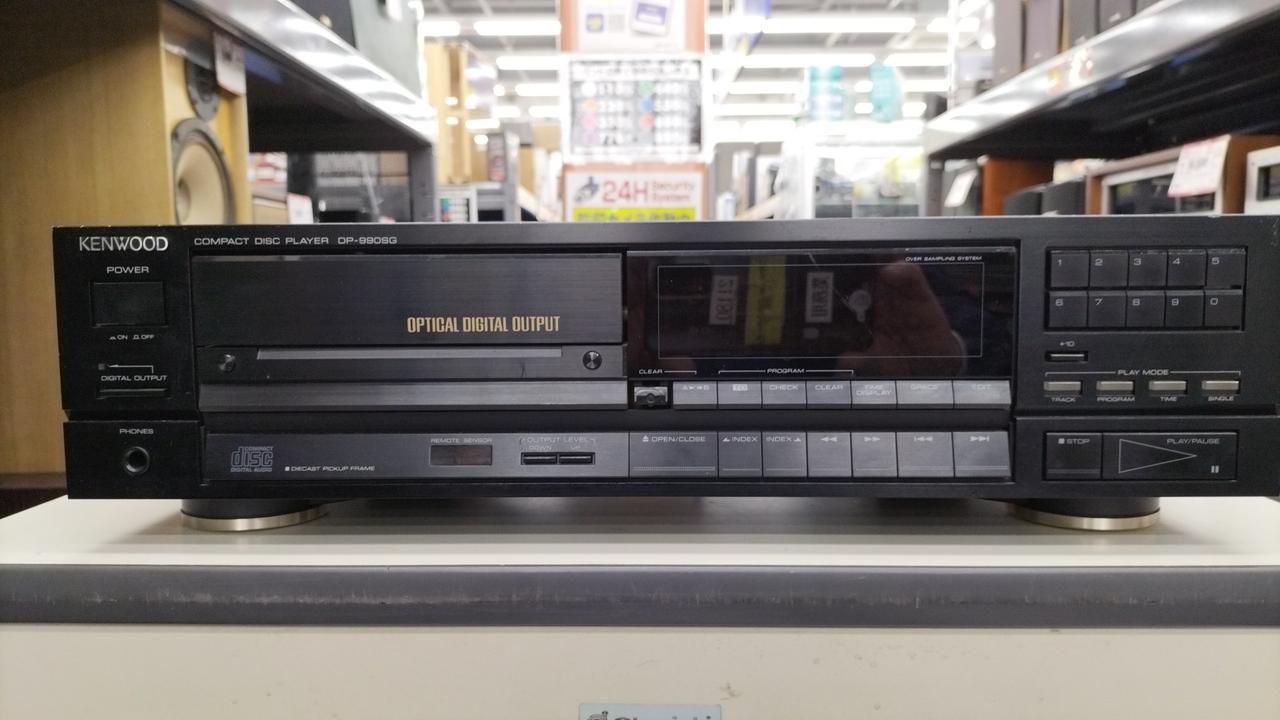 24H Security
System
KENWOOD
COMPACT DISC PLAYER DP-990SG
OVER SAMPLING SYSTEM
POWER
ON OFF
OPTICAL DIGITAL OUTPUT
DIGITAL OUTPUT
1 2 3 4 5
6 7 8 9 0
+10
CLEAR
PROGRAM
TO CHECK CLEAR TIME DISPLAY SPACE EDIT
PLAY MODE
TRACK PROGRAM TIME SINGLE
PHONES
COMPACT
disc
DIGITAL AUDIO
DIECAST PICKUP FRAME
REMOTE SENSOR
OUTPUT LEVEL
DOWN UP
OPEN/CLOSE INDEX INDEX
STOP
PLAY/PAUSE